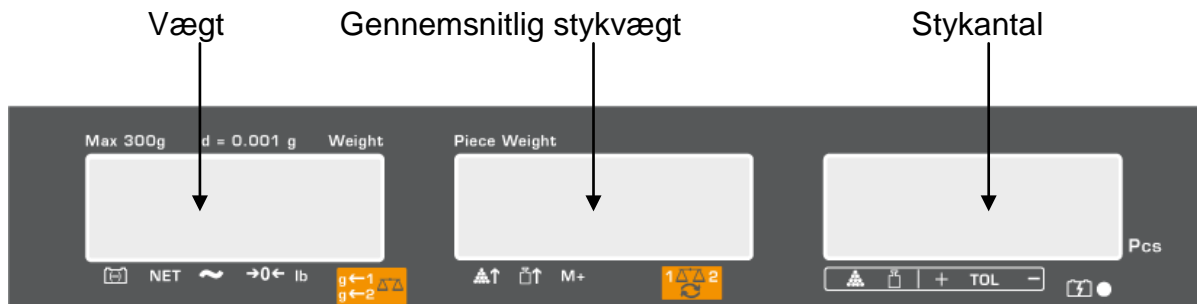 Vægt Gennemsnitlig stykvægt Stykantal
Max 300g d = 0.001 g Weight Piece Weight
Pcs
NET →0← lb M+ + TOL −
g←1 1 2
g←2